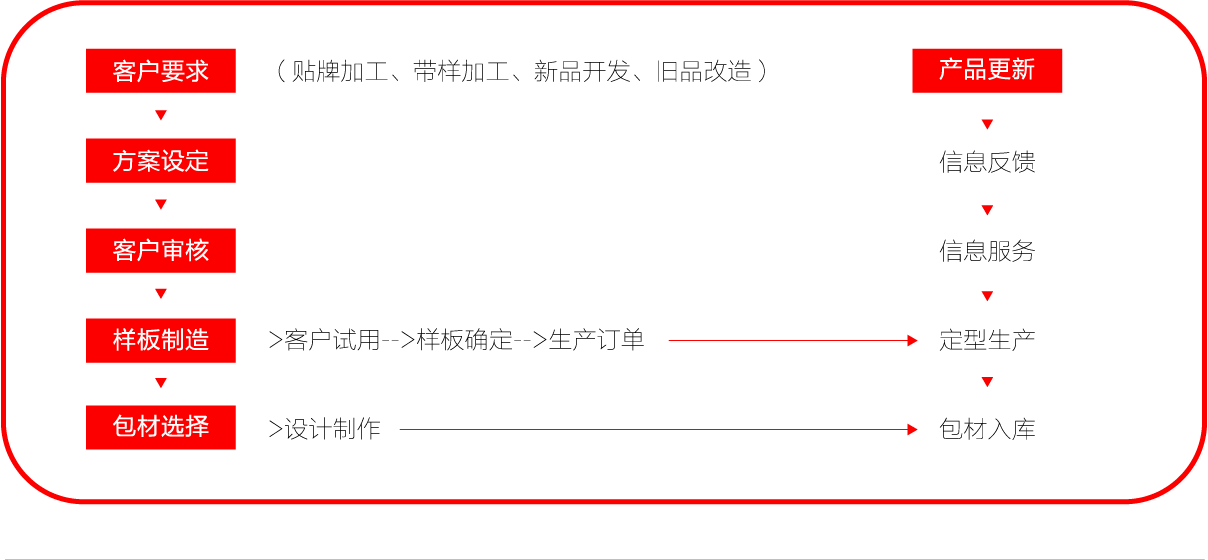 客户要求 （贴牌加工、带样加工、新品开发、旧品改造） 产品更新
方案设定 信息反馈
客户审核 信息服务
样板制造 >客户试用-->样板确定-->生产订单 定型生产
包材选择 >设计制作 包材入库